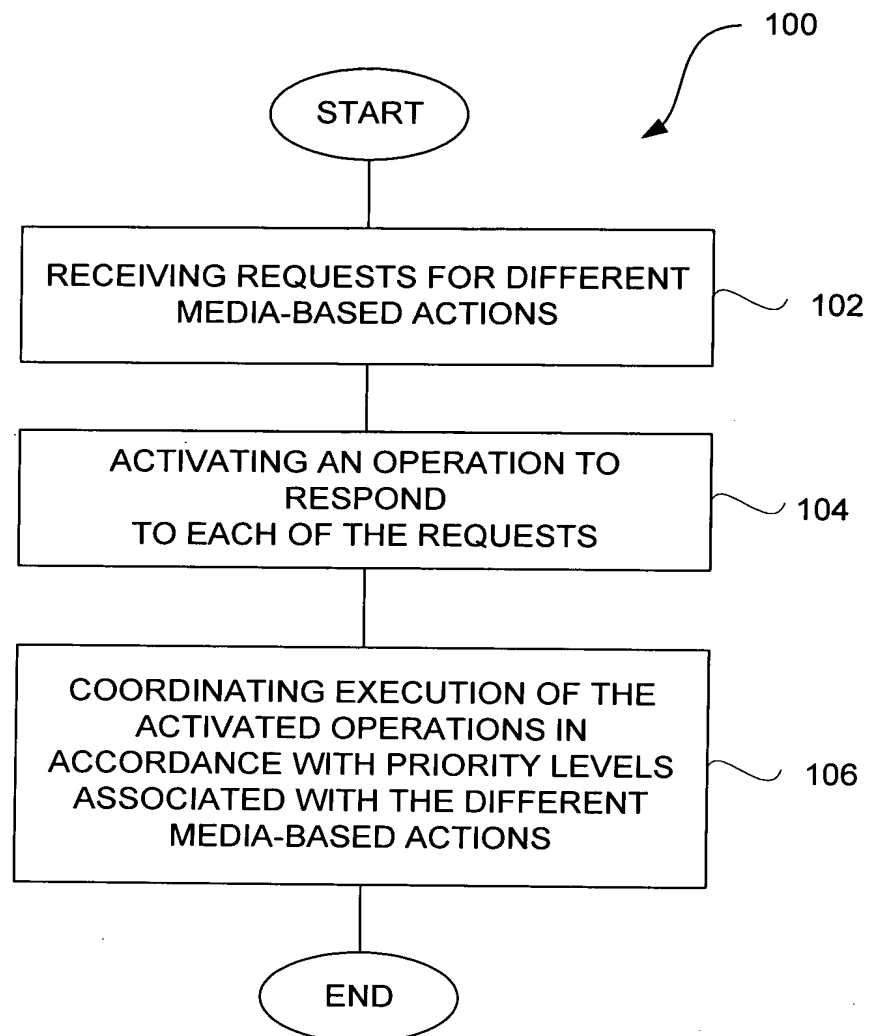 100
START
RECEIVING REQUESTS FOR DIFFERENT
MEDIA-BASED ACTIONS
102
ACTIVATING AN OPERATION TO
RESPOND
TO EACH OF THE REQUESTS
104
COORDINATING EXECUTION OF THE
ACTIVATED OPERATIONS IN
ACCORDANCE WITH PRIORITY LEVELS
ASSOCIATED WITH THE DIFFERENT
MEDIA-BASED ACTIONS
106
END